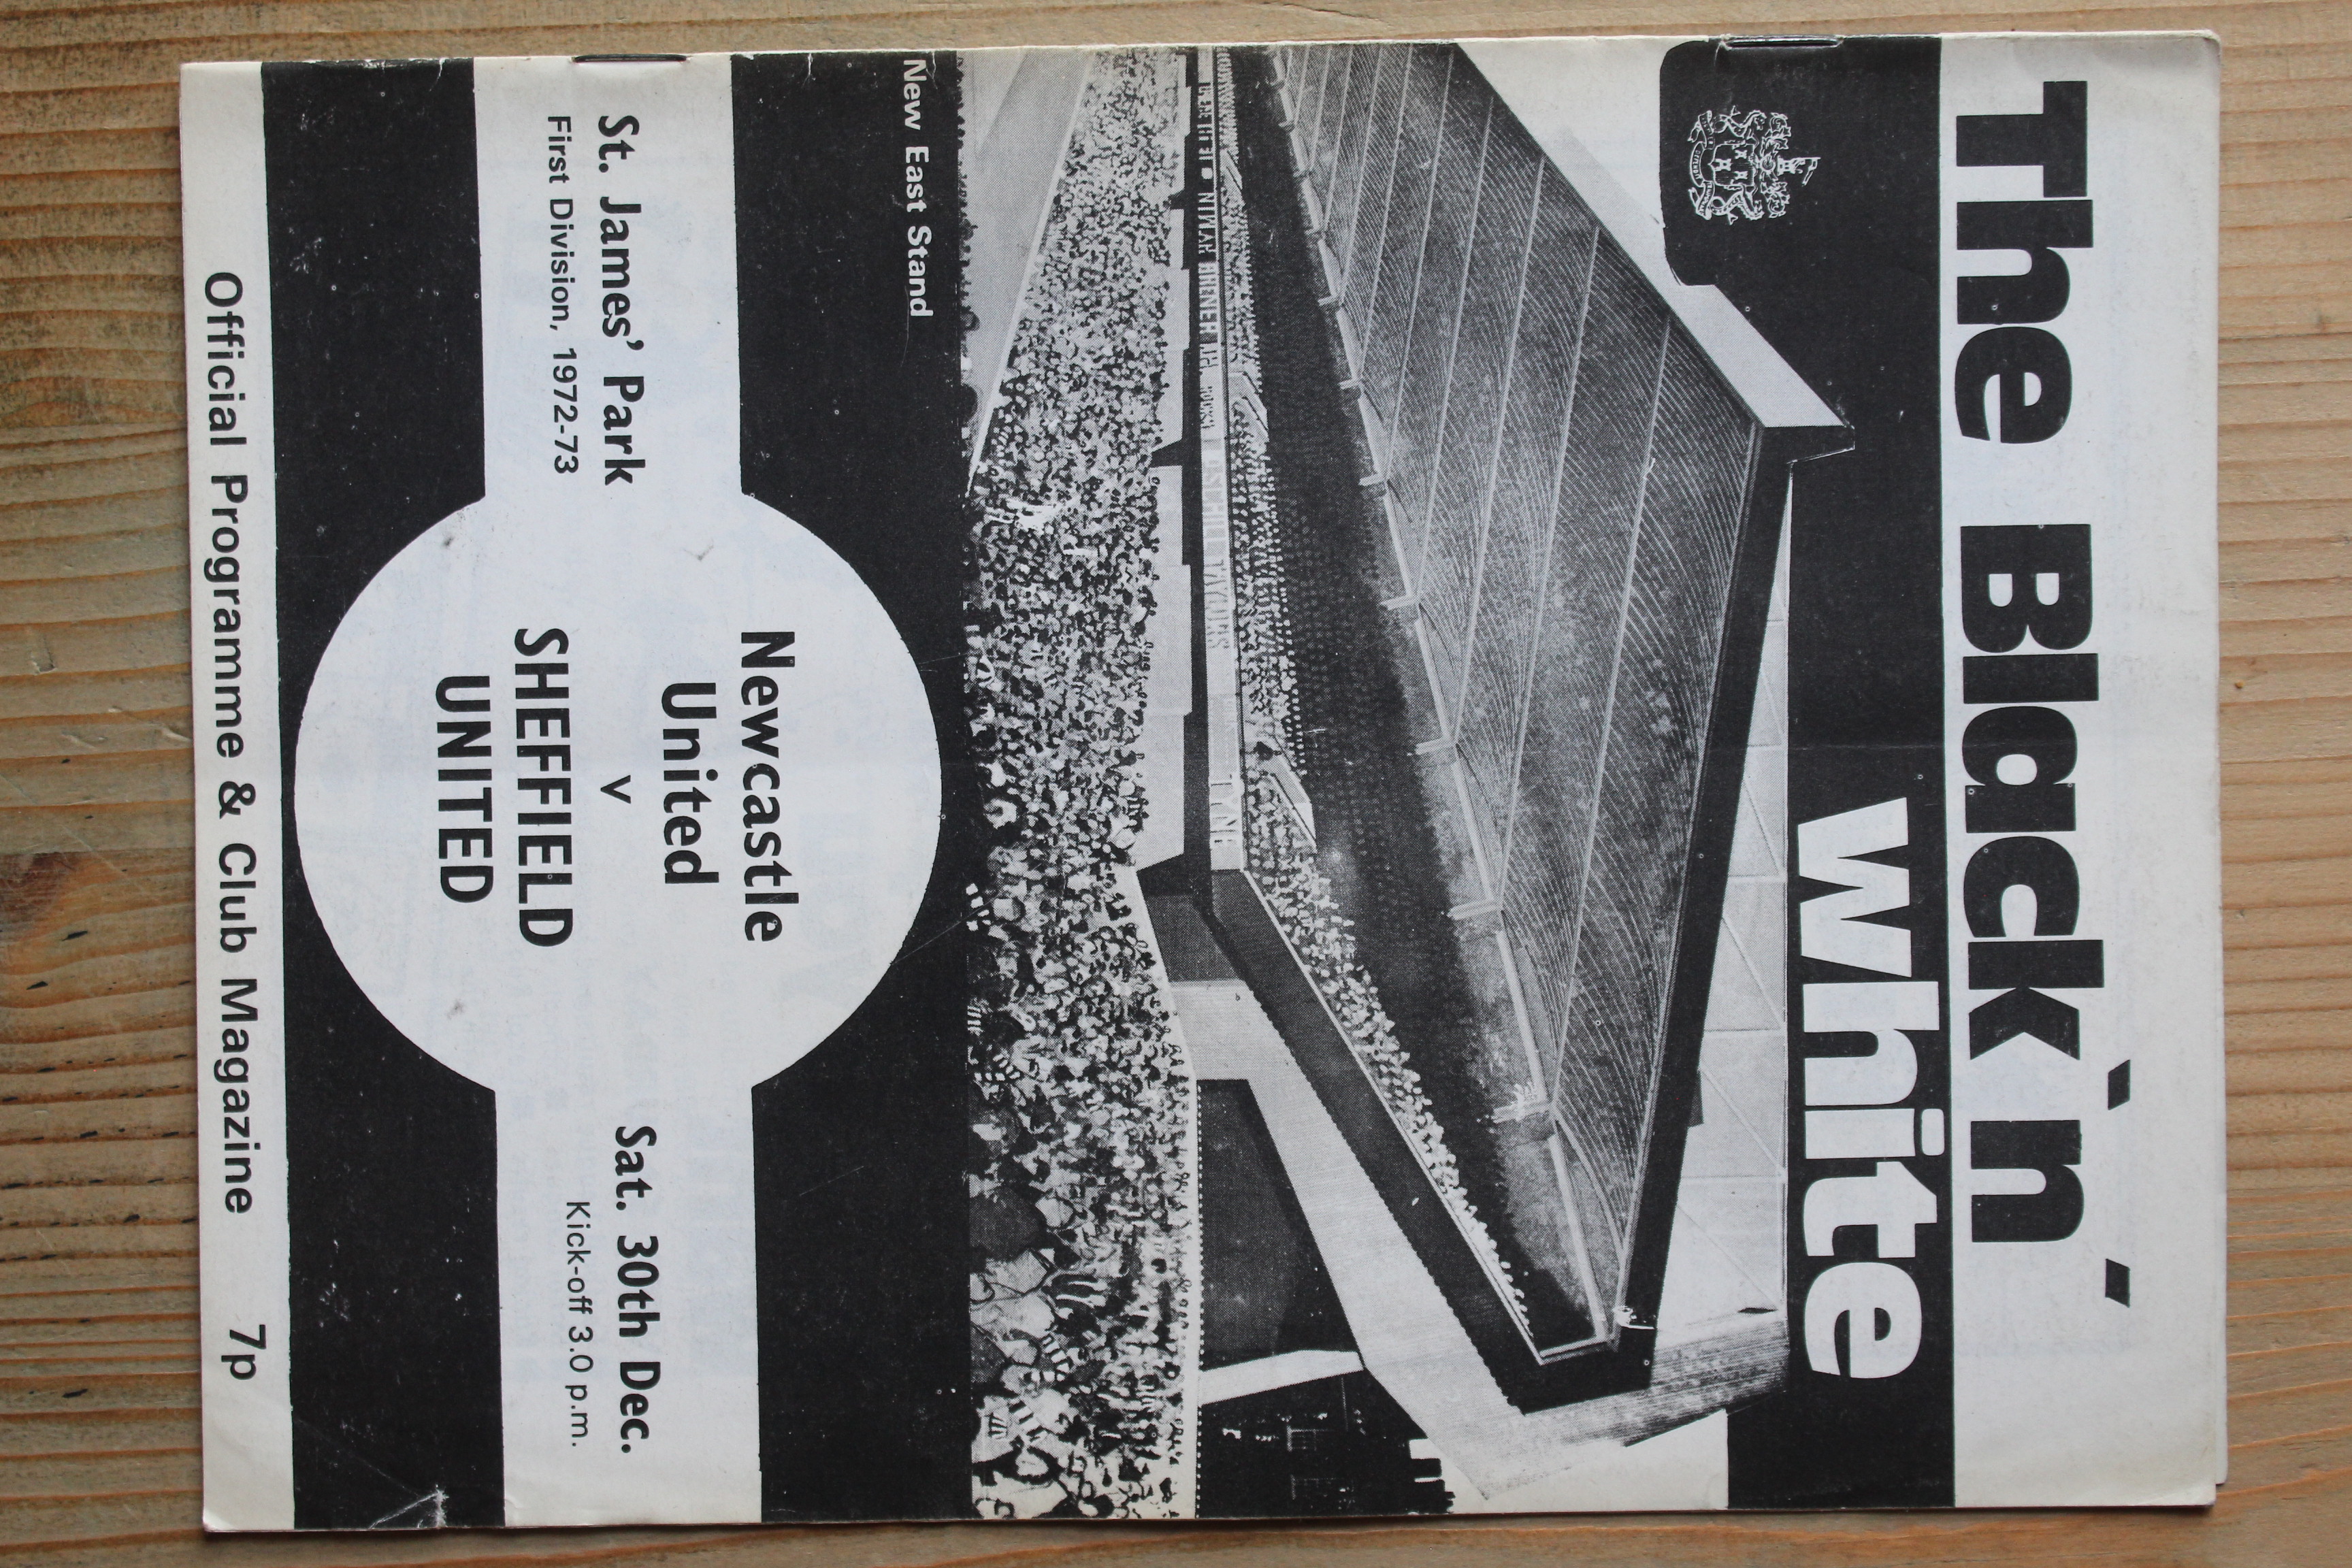 The Black 'n'
White
New East Stand
Newcastle
United
v
SHEFFIELD
UNITED
St. James' Park
First Division, 1972-73
Sat. 30th Dec.
Kick-off 3.0 p.m.
Official Programme & Club Magazine 7p